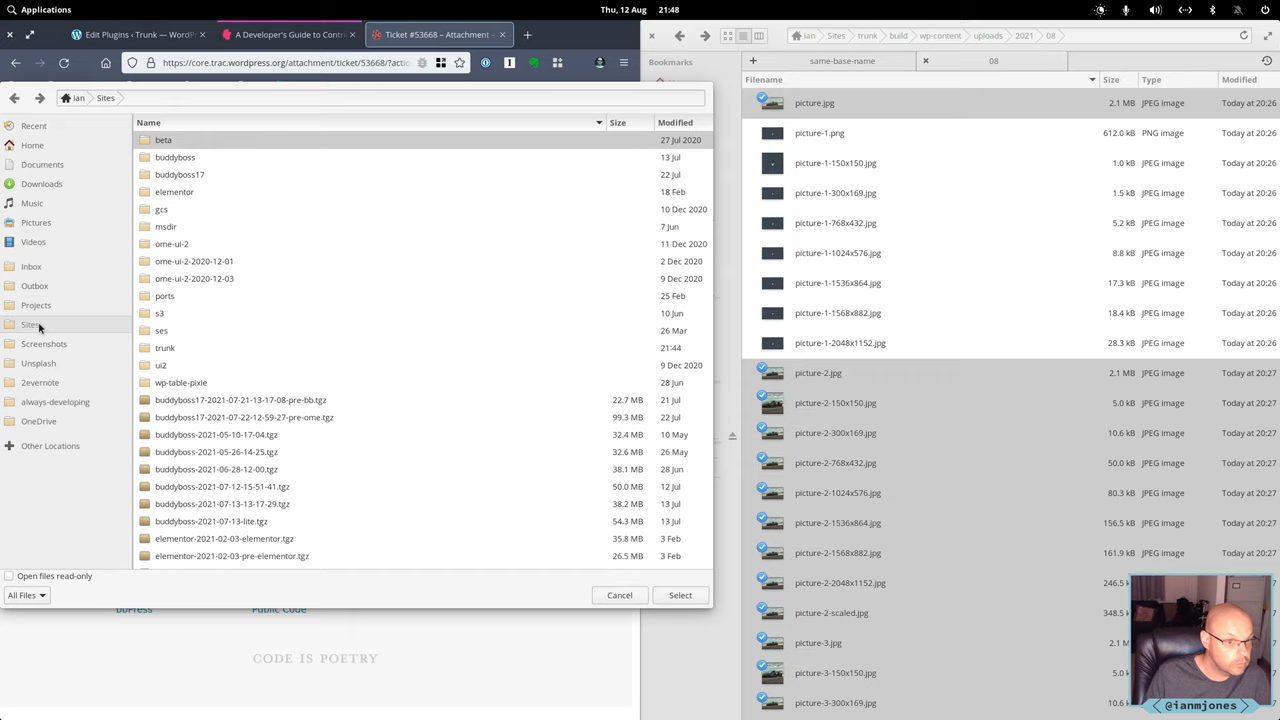 Applications
Thu, 12 Aug 21:48
Edit Plugins ‹ Trunk — WordP
A Developer's Guide to Contri
Ticket #53668 – Attachment –
https://core.trac.wordpress.org/attachment/ticket/53668/?actio
ian Sites
Recent
Home
Documents
Downloads
Music
Pictures
Videos
Inbox
Outbox
Projects
Sites
Screenshots
Unsplash
2evernote
always-developing
OneDrive
Other Locations
Name Size Modified
beta 27 Jul 2020
buddyboss 13 Jul
buddyboss17 22 Jul
elementor 18 Feb
gcs 10 Dec 2020
msdir 7 Jun
ome-ui-2 11 Dec 2020
ome-ui-2-2020-12-01 2 Dec 2020
ome-ui-2-2020-12-03 9 Dec 2020
ports 25 Feb
s3 10 Jun
ses 26 Mar
trunk 21:44
ui2 9 Dec 2020
wp-table-pixie 28 Jun
buddyboss17-2021-07-21-13-17-08-pre-bb.tgz 22.7 MB 21 Jul
buddyboss17-2021-07-22-12-59-27-pre-ome.tgz 99.3 MB 22 Jul
buddyboss-2021-05-10-17-04.tgz 32.4 MB 10 May
buddyboss-2021-05-26-14-25.tgz 32.6 MB 26 May
buddyboss-2021-06-28-12-00.tgz 38.1 MB 28 Jun
buddyboss-2021-07-12-15-51-41.tgz 50.0 MB 12 Jul
buddyboss-2021-07-13-13-17-29.tgz 38.2 MB 13 Jul
buddyboss-2021-07-13-lite.tgz 54.3 MB 13 Jul
elementor-2021-02-03-elementor.tgz 35.8 MB 3 Feb
elementor-2021-02-03-pre-elementor.tgz 26.5 MB 3 Feb
Open files read-only
All Files
Cancel
Select
bbPress
Public Code
CODE IS POETRY
ian Sites trunk build wp-content uploads 2021 08
Bookmarks
same-base-name
08
Filename Size Type Modified
picture.jpg 2.1 MB JPEG image Today at 20:26
picture-1.png 612.0 kB PNG image Today at 20:26
picture-1-150x150.jpg 1.0 kB JPEG image Today at 20:26
picture-1-300x169.jpg 1.5 kB JPEG image Today at 20:26
picture-1-768x432.jpg 5.2 kB JPEG image Today at 20:26
picture-1-1024x576.jpg 8.8 kB JPEG image Today at 20:26
picture-1-1536x864.jpg 17.3 kB JPEG image Today at 20:26
picture-1-1568x882.jpg 18.4 kB JPEG image Today at 20:26
picture-1-2048x1152.jpg 28.3 kB JPEG image Today at 20:26
picture-2.jpg 2.1 MB JPEG image Today at 20:27
picture-2-150x150.jpg 5.0 kB JPEG image Today at 20:27
picture-2-300x169.jpg 10.6 kB JPEG image Today at 20:27
picture-2-768x432.jpg 50.0 kB JPEG image Today at 20:27
picture-2-1024x576.jpg 80.3 kB JPEG image Today at 20:27
picture-2-1536x864.jpg 156.5 kB JPEG image Today at 20:27
picture-2-1568x882.jpg 161.9 kB JPEG image Today at 20:27
picture-2-2048x1152.jpg 246.5
picture-2-scaled.jpg 348.5
picture-3.jpg 2.1 M
picture-3-150x150.jpg 5.0
picture-3-300x169.jpg 10.6
@ianmjones